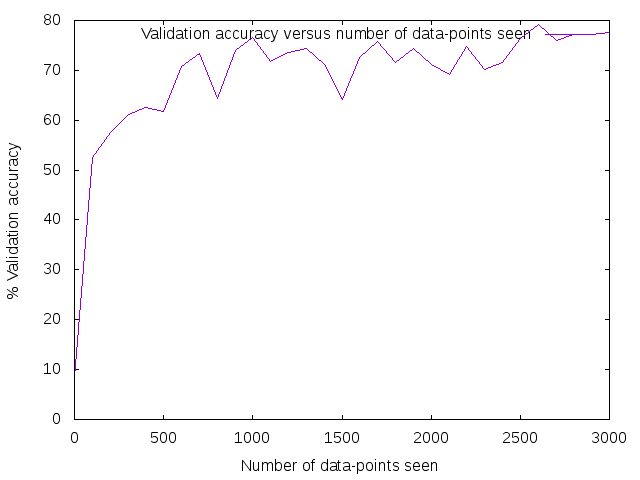 Validation accuracy versus number of data-points seen
80
70
60
50
40
30
20
10
0
% Validation accuracy
0 500 1000 1500 2000 2500 3000
Number of data-points seen